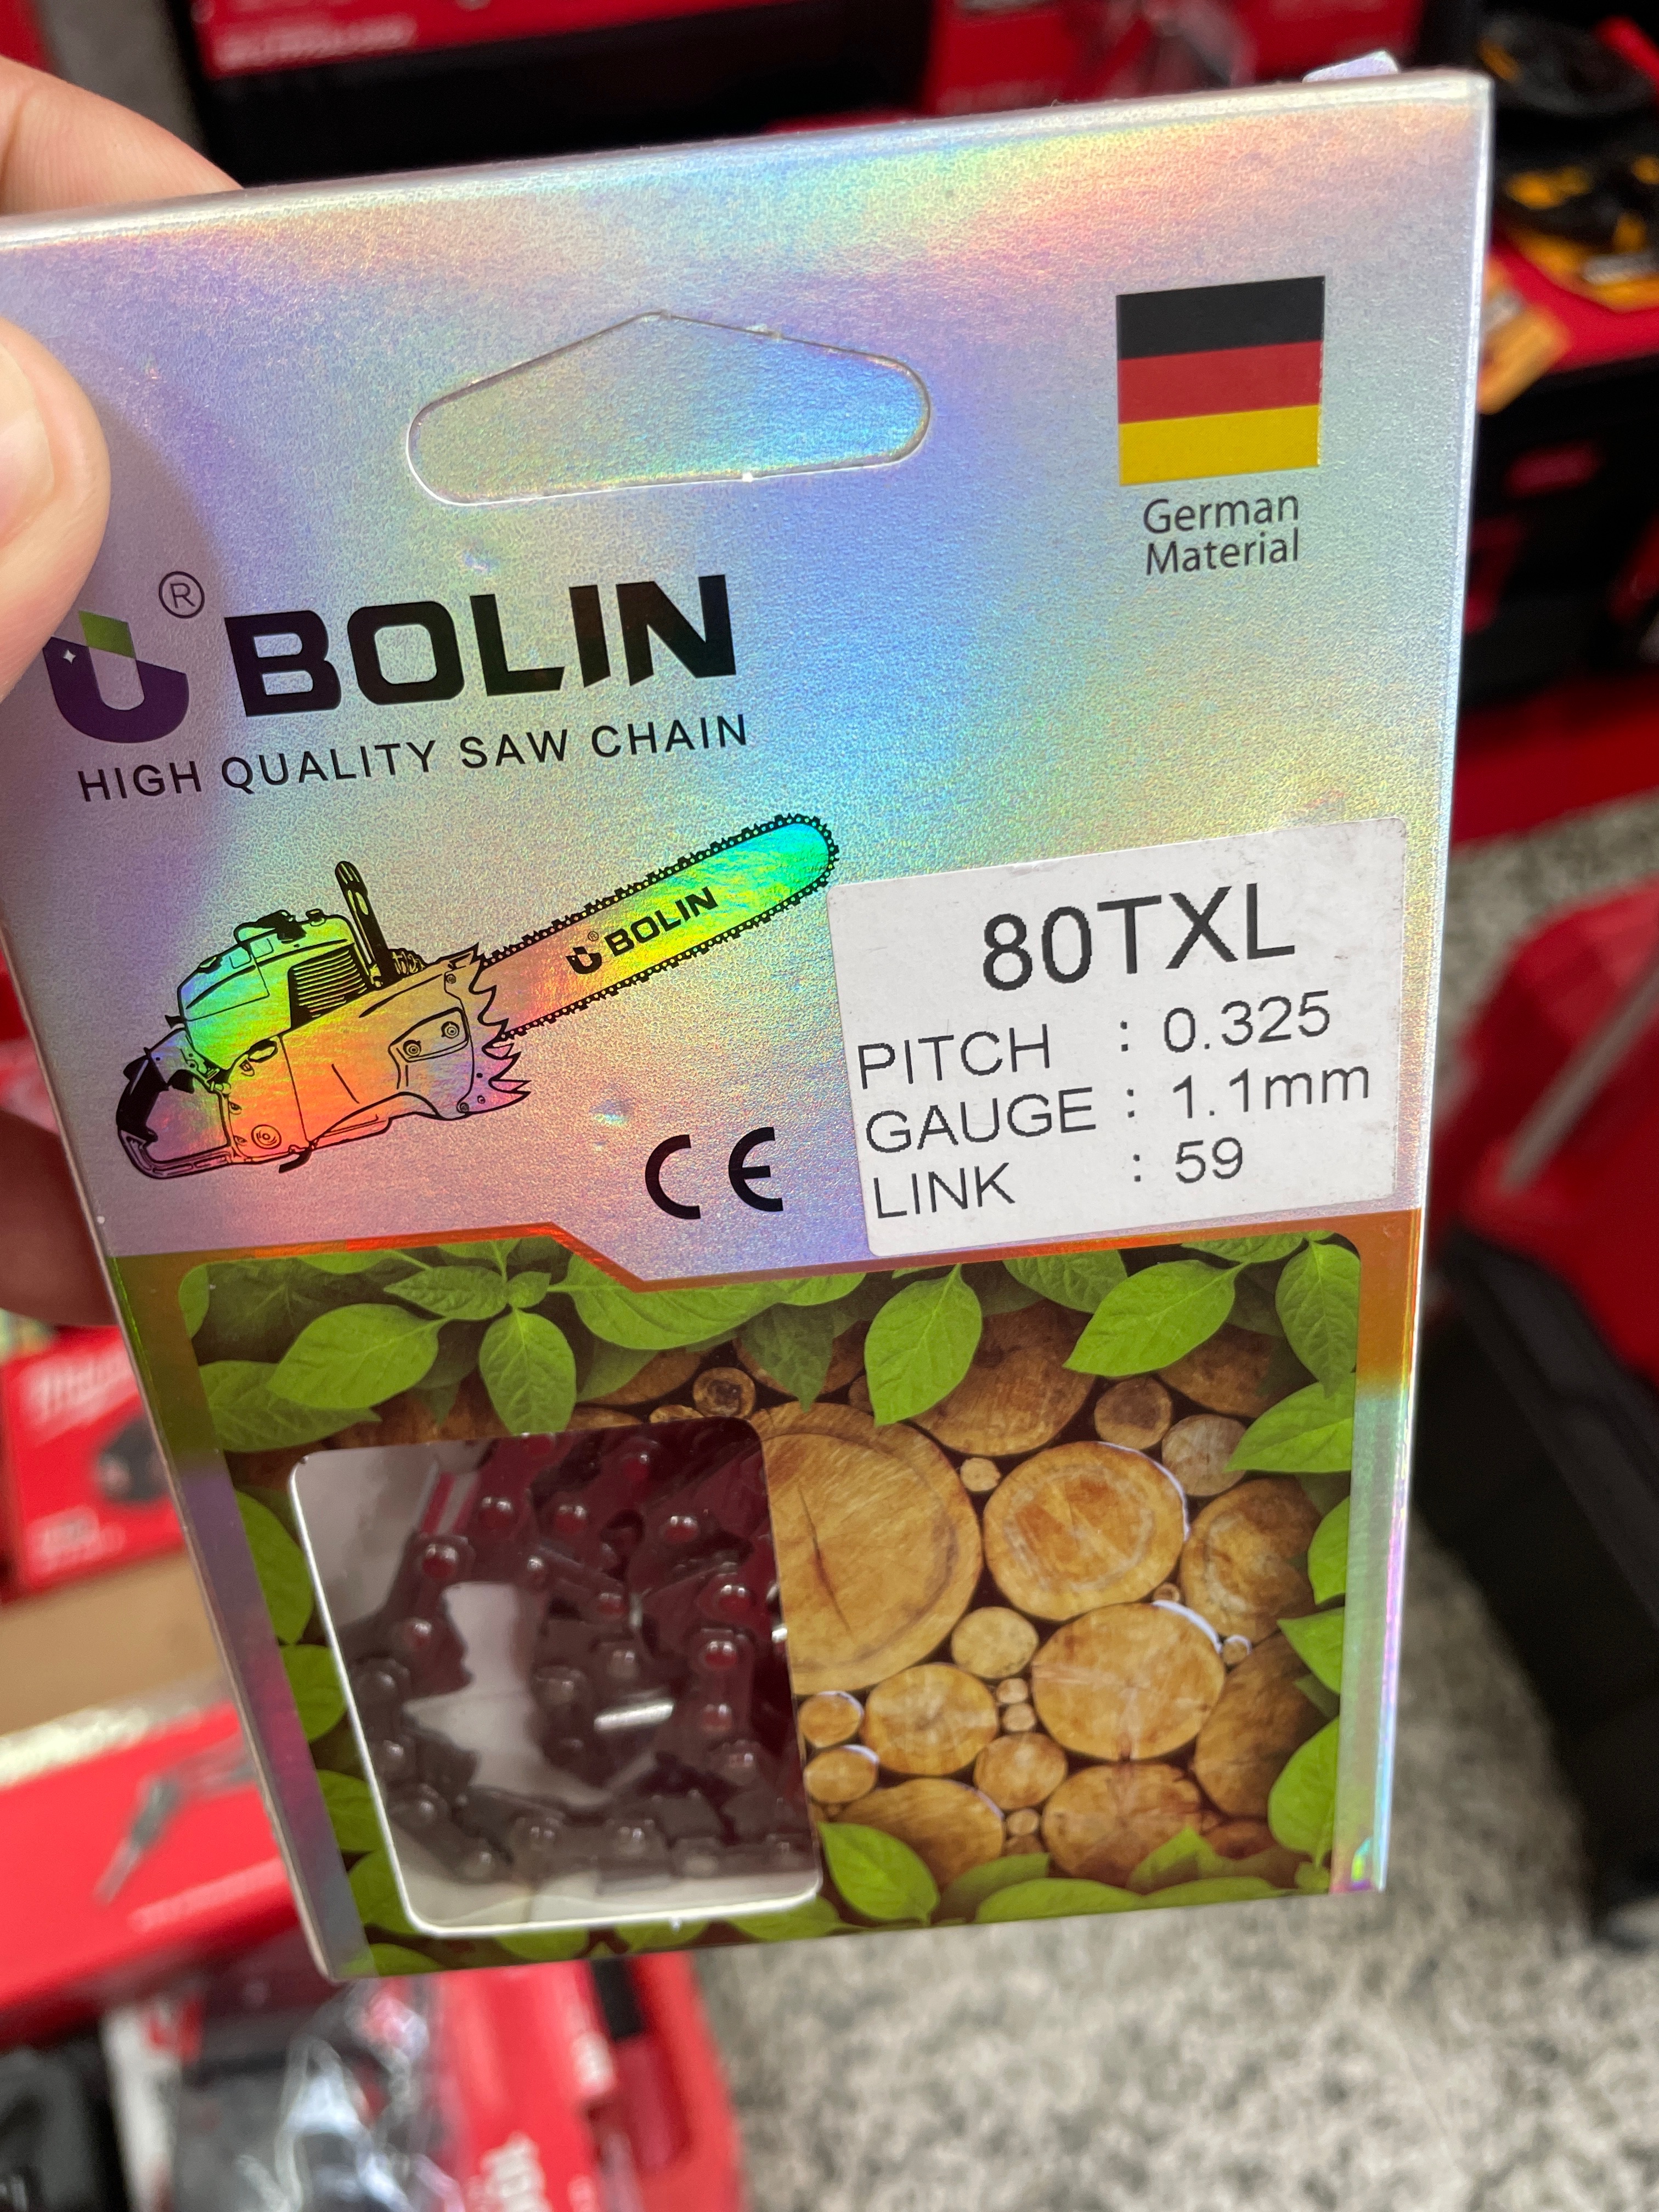 German
Material
®
BOLIN
HIGH QUALITY SAW CHAIN
® BOLIN
80TXL
PITCH : 0.325
GAUGE : 1.1mm
LINK : 59
CE